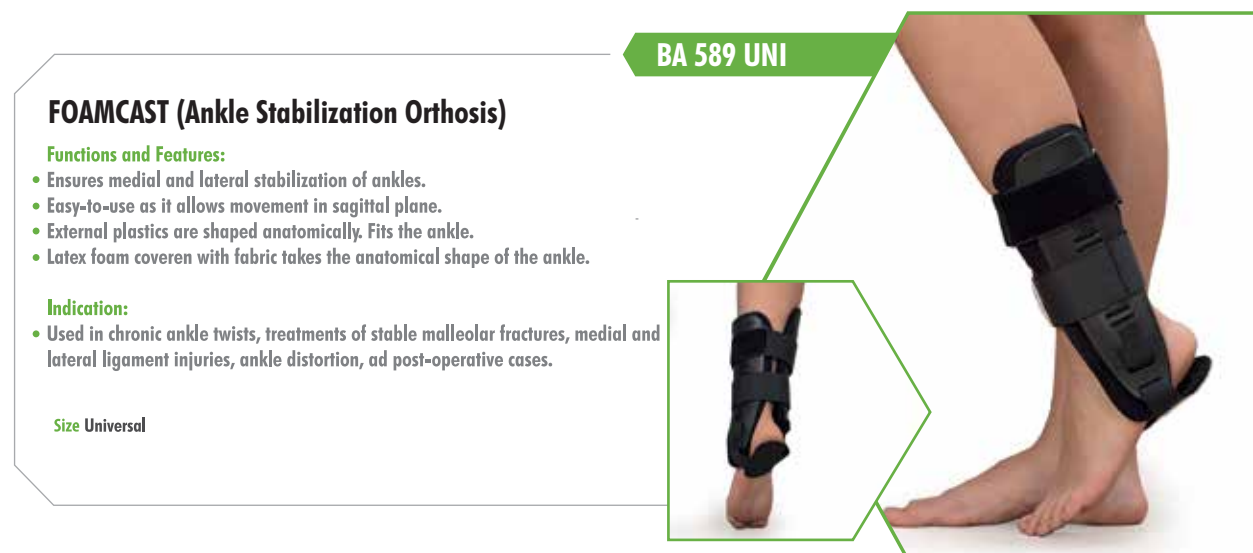 BA 589 UNI
FOAMCAST (Ankle Stabilization Orthosis)
Functions and Features:
• Ensures medial and lateral stabilization of ankles.
• Easy-to-use as it allows movement in sagittal plane.
• External plastics are shaped anatomically. Fits the ankle.
• Latex foam coveren with fabric takes the anatomical shape of the ankle.
Indication:
• Used in chronic ankle twists, treatments of stable malleolar fractures, medial and
lateral ligament injuries, ankle distortion, ad post-operative cases.
Size Universal